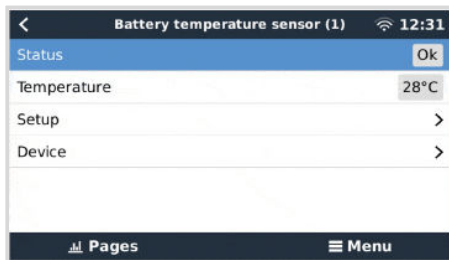 Battery temperature sensor (1) 12:31
Status Ok
Temperature 28°C
Setup
Device
Pages Menu